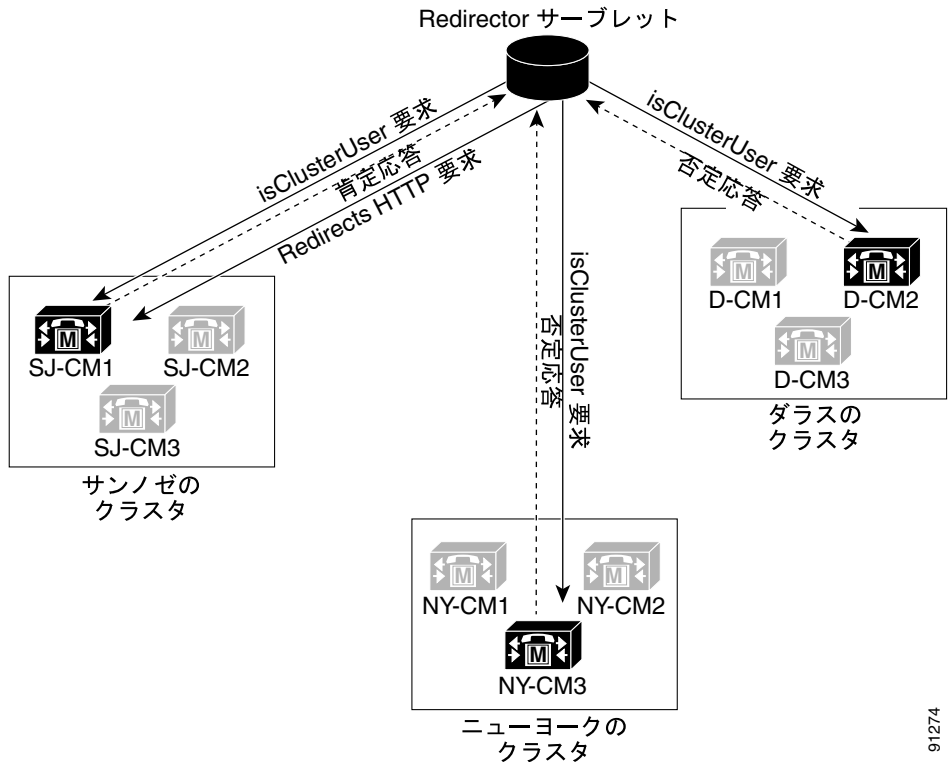 Redirector サーブレット
isClusterUser 要求
肯定応答
Redirects HTTP 要求
isClusterUser 要求
否定応答
isClusterUser 要求
否定応答
D-CM1
D-CM2
D-CM3
ダラスの
クラスタ
SJ-CM1
SJ-CM2
SJ-CM3
サンノゼの
クラスタ
NY-CM1
NY-CM2
NY-CM3
ニューヨークの
クラスタ
M
M
M
M
M
M
M
M
M
91274